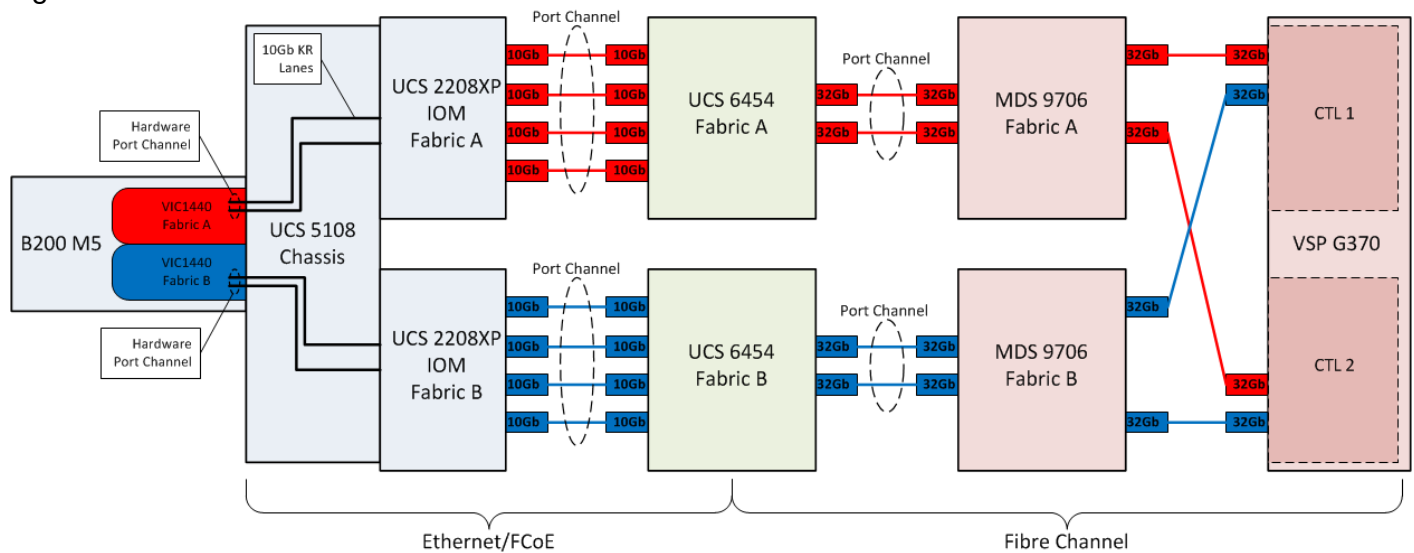 Port Channel
10Gb KR
Lanes
UCS 2208XP
IOM
Fabric A
10Gb 10Gb
10Gb 10Gb
10Gb 10Gb
10Gb 10Gb
UCS 6454
Fabric A
Port Channel
32Gb 32Gb
32Gb 32Gb
MDS 9706
Fabric A
32Gb 32Gb
32Gb
32Gb
CTL 1
Hardware
Port Channel
B200 M5
VIC1440
Fabric A
VIC1440
Fabric B
UCS 5108
Chassis
VSP G370
Hardware
Port Channel
Port Channel
UCS 2208XP
IOM
Fabric B
10Gb 10Gb
10Gb 10Gb
10Gb 10Gb
10Gb 10Gb
UCS 6454
Fabric B
Port Channel
32Gb 32Gb
32Gb 32Gb
MDS 9706
Fabric B
32Gb
32Gb
32Gb 32Gb
CTL 2
Ethernet/FCoE
Fibre Channel